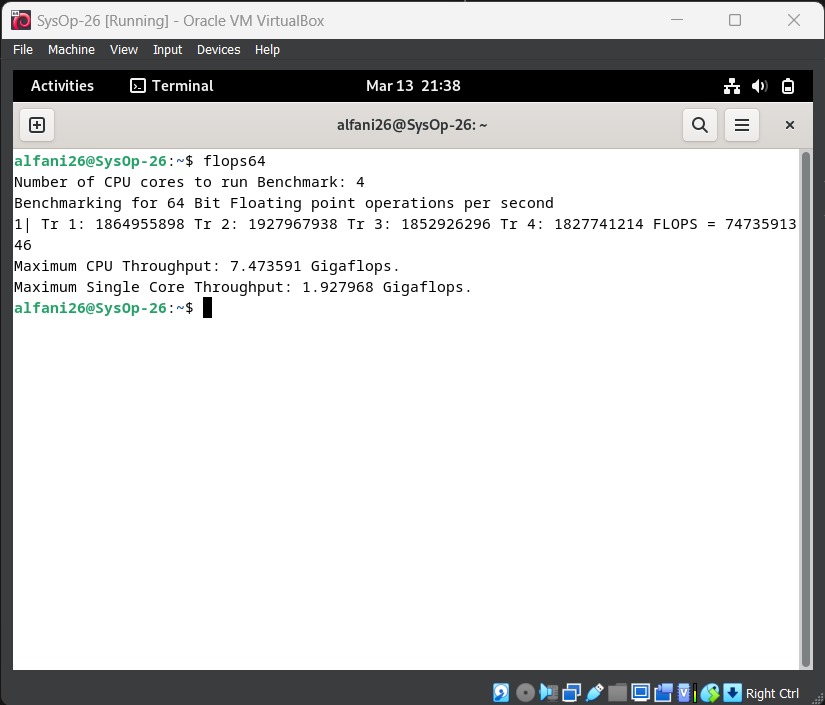 SysOp-26 [Running] - Oracle VM VirtualBox
File Machine View Input Devices Help
Activities Terminal Mar 13 21:38
alfani26@SysOp-26: ~
alfani26@SysOp-26:~$ flops64
Number of CPU cores to run Benchmark: 4
Benchmarking for 64 Bit Floating point operations per second
1| Tr 1: 1864955898 Tr 2: 1927967938 Tr 3: 1852926296 Tr 4: 1827741214 FLOPS = 74735913
46
Maximum CPU Throughput: 7.473591 Gigaflops.
Maximum Single Core Throughput: 1.927968 Gigaflops.
alfani26@SysOp-26:~$
Right Ctrl